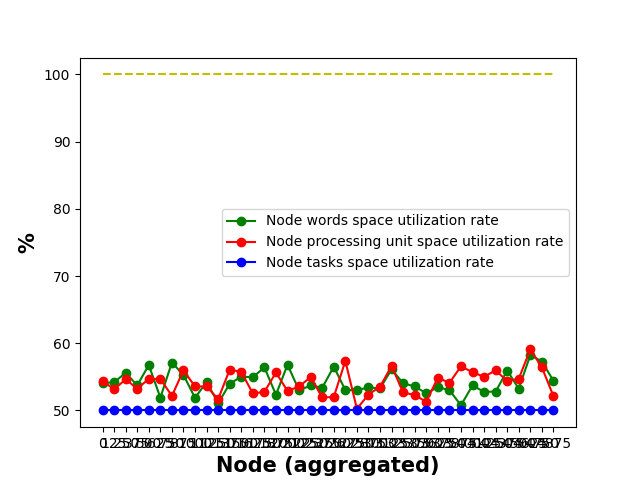 100
90
80
70
60
50
%
Node words space utilization rate
Node processing unit space utilization rate
Node tasks space utilization rate
Node (aggregated)